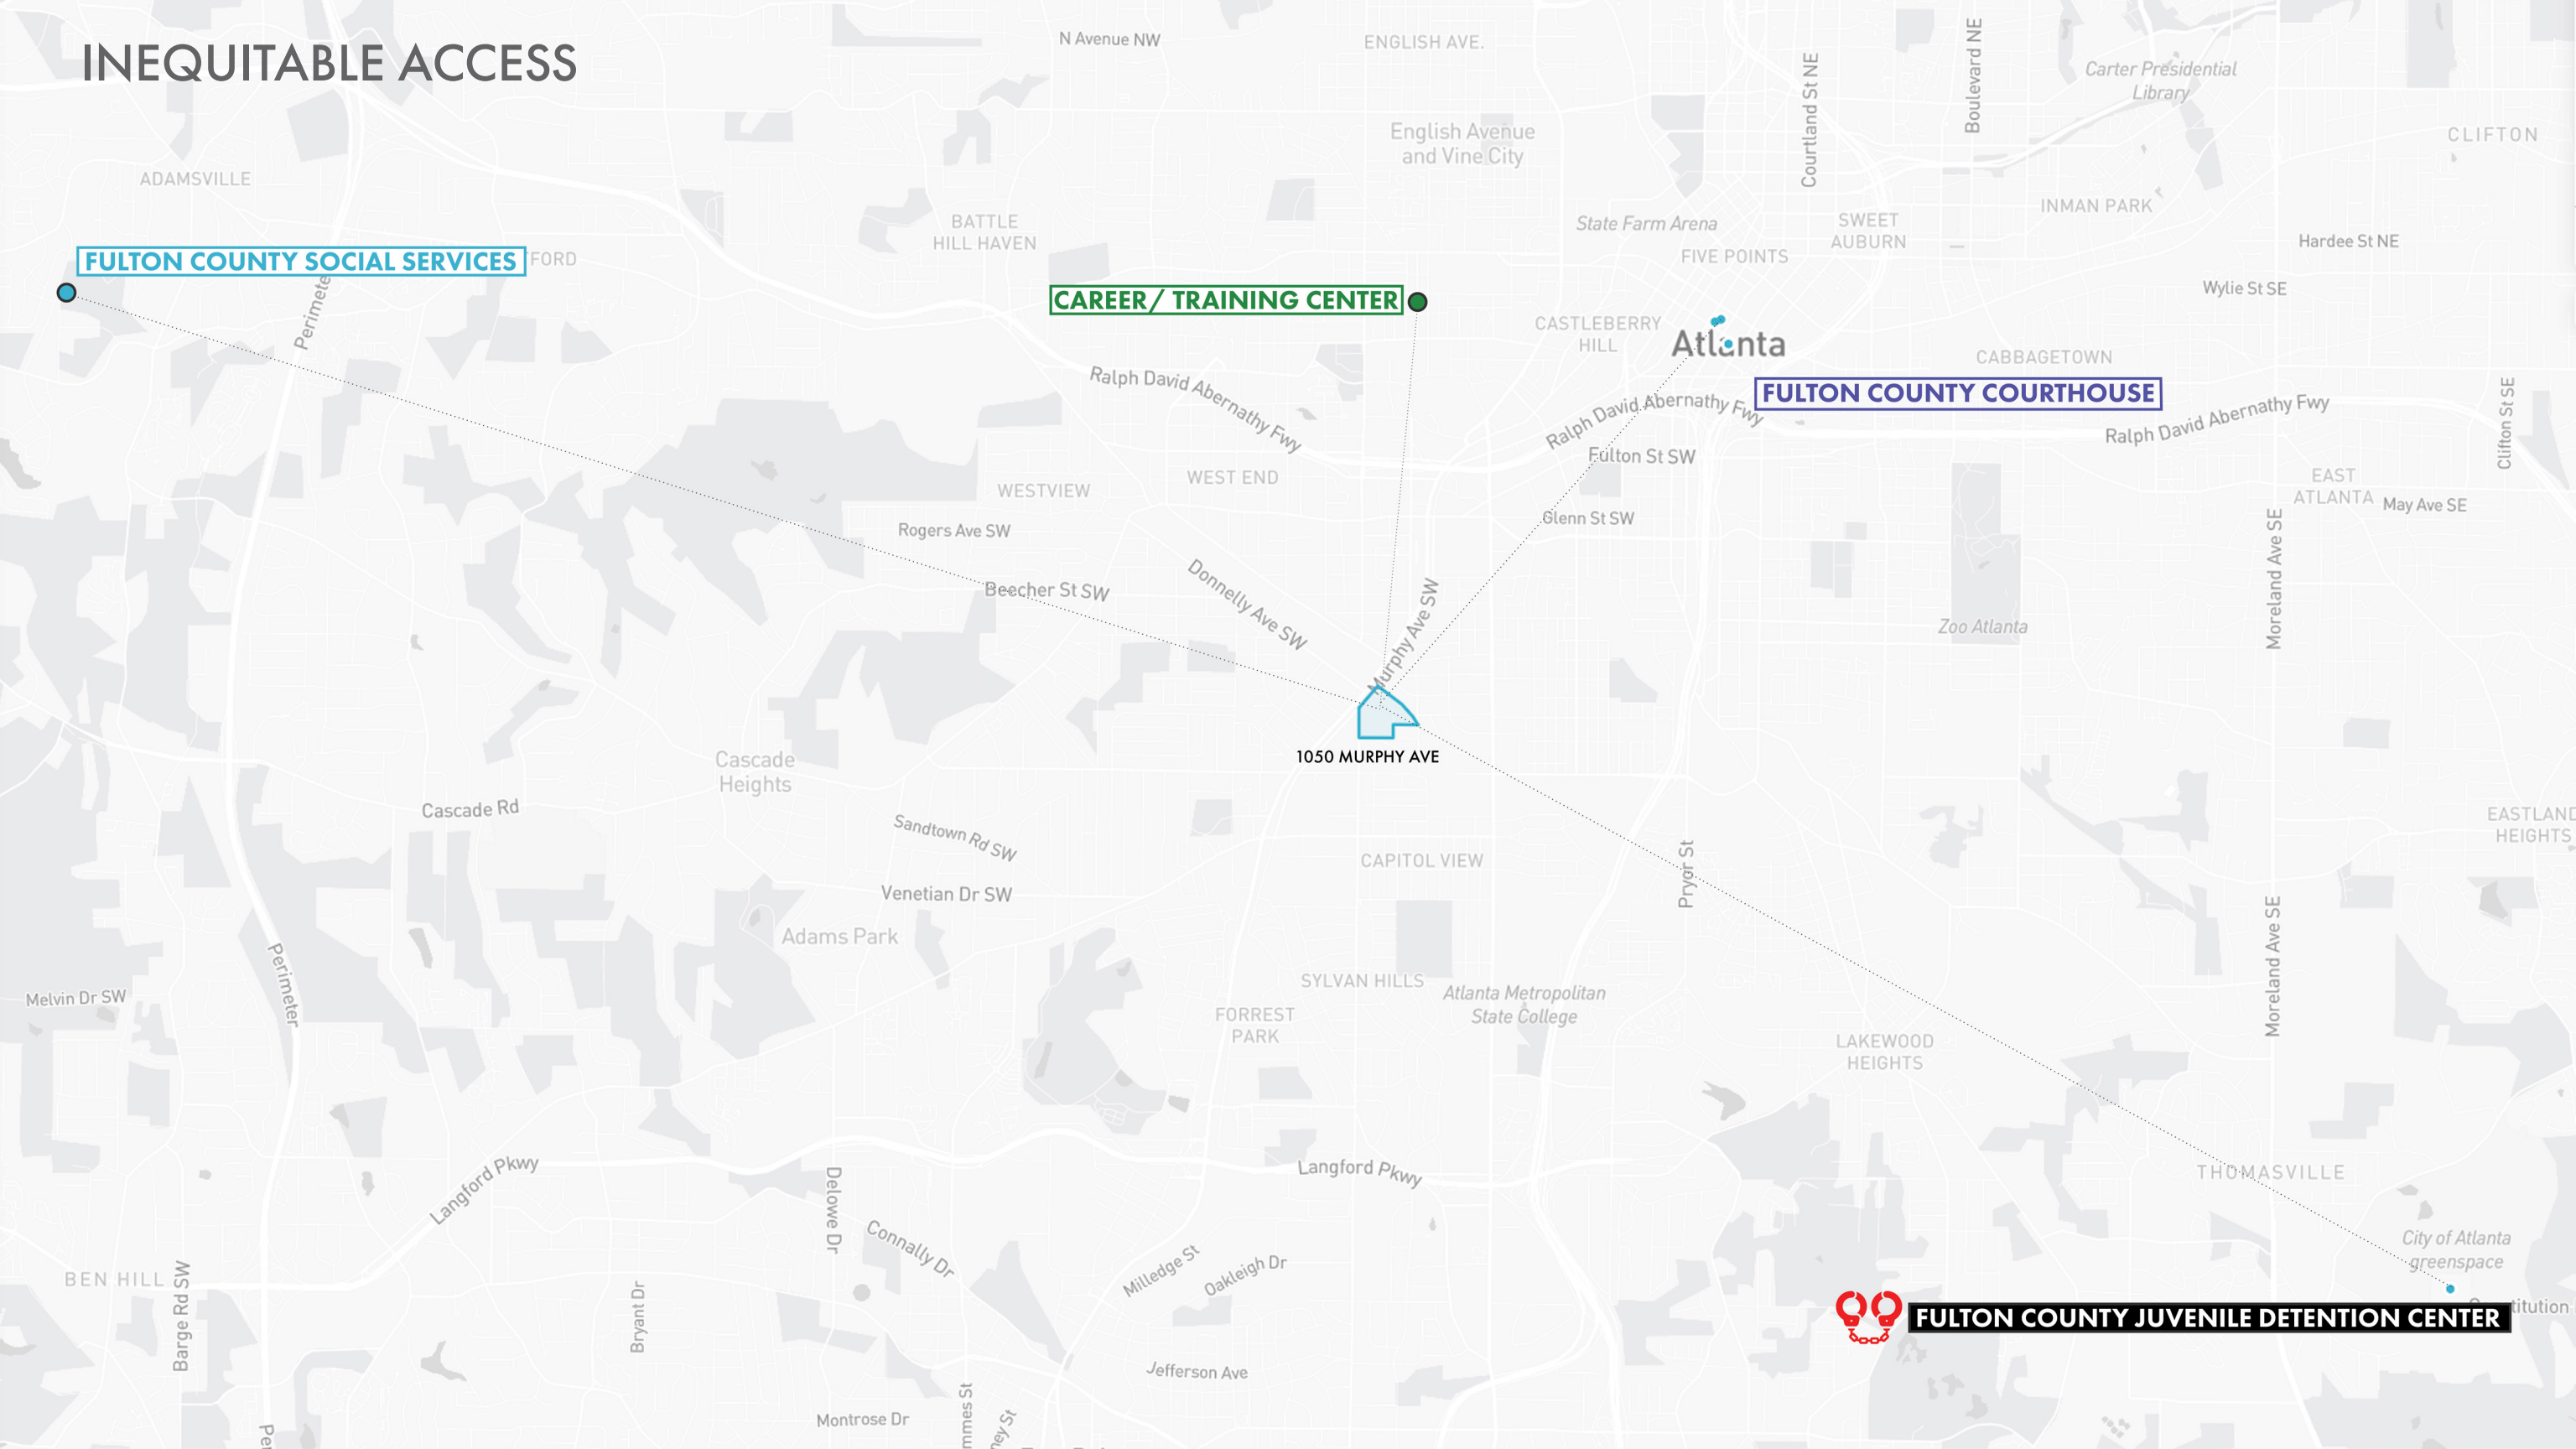 INEQUITABLE ACCESS
N Avenue NW
ENGLISH AVE.
Courtland St NE
Boulevard NE
Carter Presidential
Library
CLIFTON
English Avenue
and Vine City
ADAMSVILLE
INMAN PARK
BATTLE
HILL HAVEN
State Farm Arena
SWEET
AUBURN
FIVE POINTS
Hardee St NE
FULTON COUNTY SOCIAL SERVICES
FORD
Perimete
Wylie St SE
CAREER/ TRAINING CENTER
CASTLEBERRY
HILL
Atlanta
CABBAGETOWN
FULTON COUNTY COURTHOUSE
Ralph David Abernathy Fwy
Ralph David Abernathy Fwy
Ralph David Abernathy Fwy
Clifton St SE
Fulton St SW
WEST END
WESTVIEW
EAST
ATLANTA
May Ave SE
Glenn St SW
Rogers Ave SW
Beecher St SW
Donnelly Ave SW
Murphy Ave SW
Moreland Ave SE
Zoo Atlanta
1050 MURPHY AVE
Cascade
Heights
Cascade Rd
Sandtown Rd SW
EASTLAND
HEIGHTS
CAPITOL VIEW
Pryor St
Venetian Dr SW
Adams Park
Perimeter
Melvin Dr SW
SYLVAN HILLS
Atlanta Metropolitan
State College
Moreland Ave SE
FORREST
PARK
LAKEWOOD
HEIGHTS
Langford Pkwy
Langford Pkwy
THOMASVILLE
Delowe Dr
Connally Dr
City of Atlanta
greenspace
BEN HILL
Barge Rd SW
Bryant Dr
Milledge St
Oakleigh Dr
titution
FULTON COUNTY JUVENILE DETENTION CENTER
Jefferson Ave
Montrose Dr
mmes St
ney St
Pe